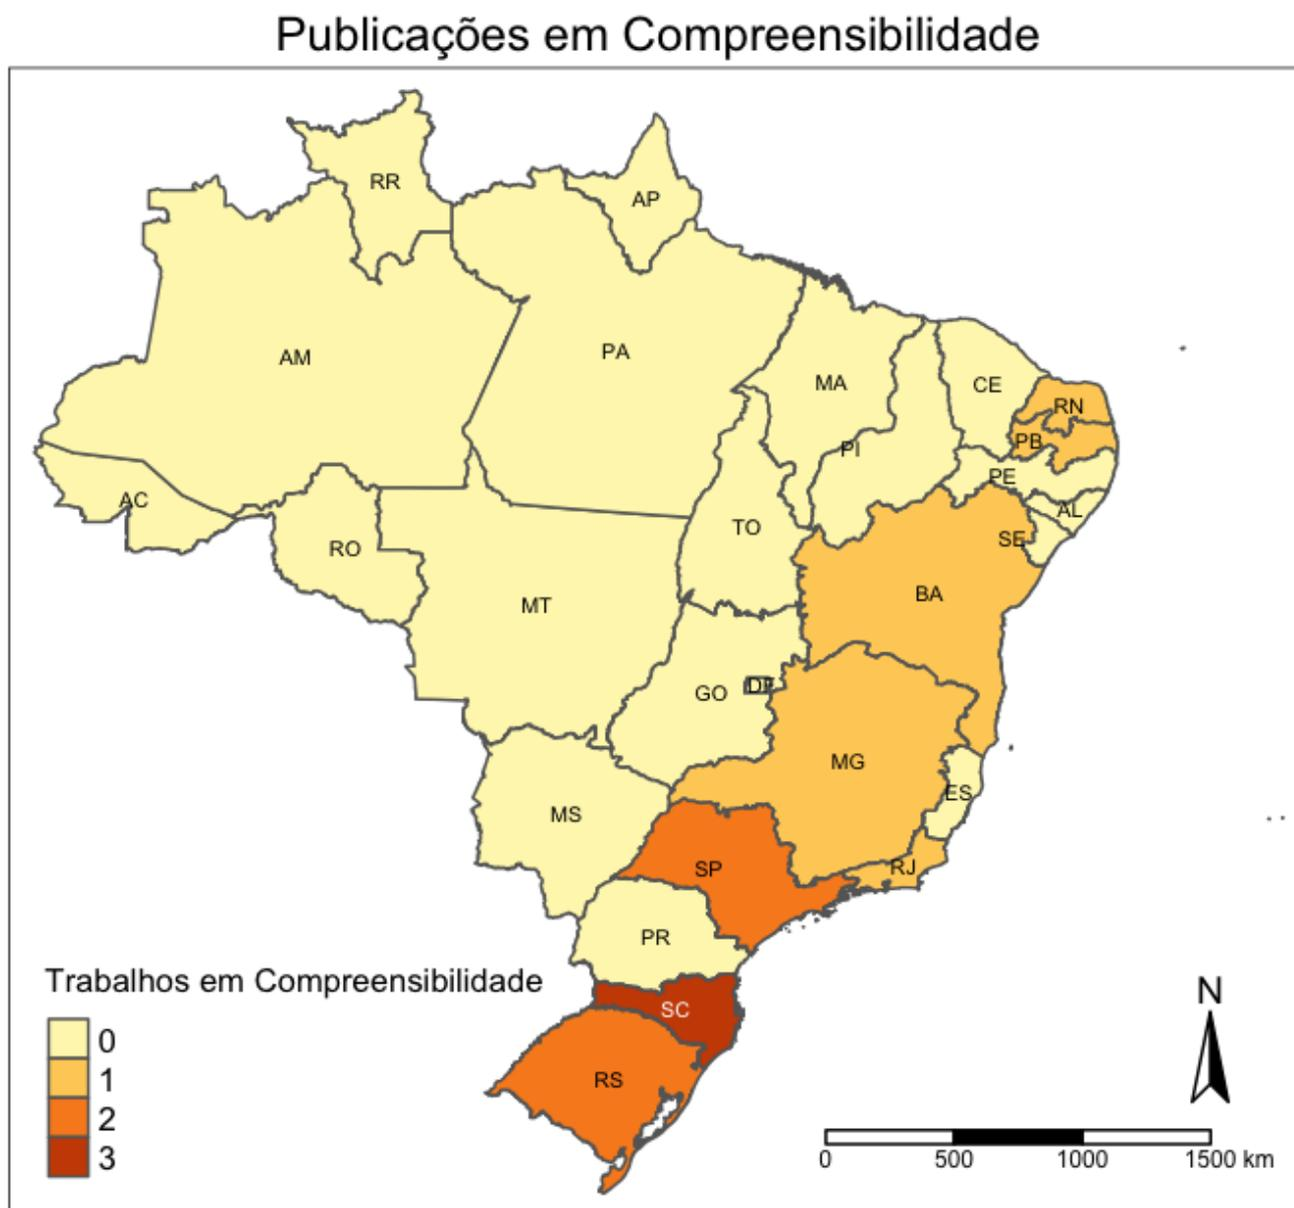 Publicações em Compreensibilidade
RR
AP
AM
PA
MA
CE
RN
PB
PI
PE
AC
AL
TO
SE
RO
BA
MT
DF
GO
MG
ES
MS
RJ
SP
PR
Trabalhos em Compreensibilidade
SC
N
0
1
RS
2
3
0 500 1000 1500 km